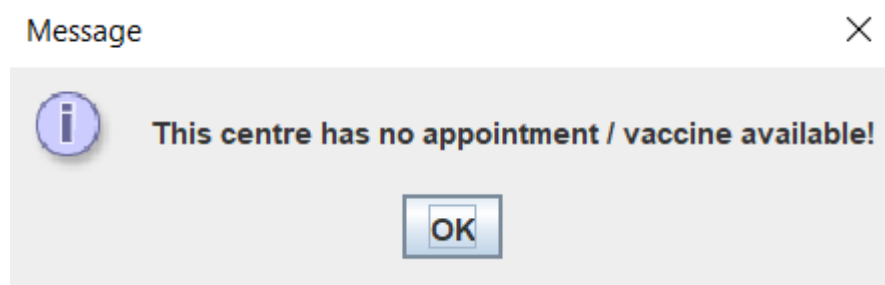 Message
This centre has no appointment / vaccine available!
OK